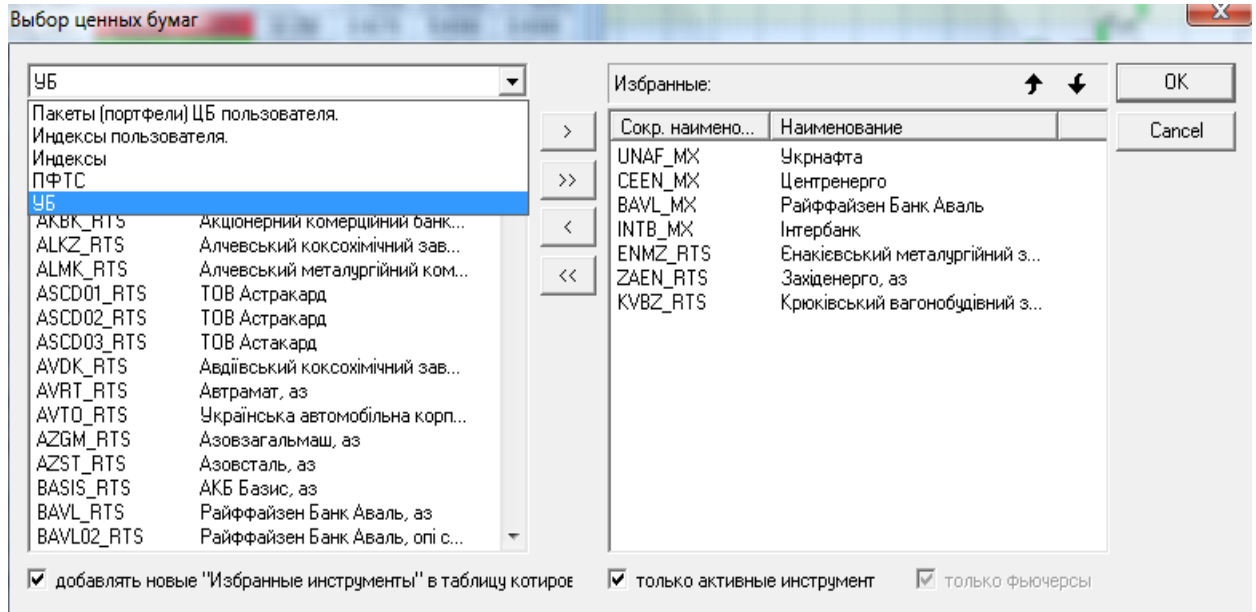 Выбор ценных бумаг
УБ
Пакеты (портфели) ЦБ пользователя.
Индексы пользователя.
Индексы
ПФТС
УБ
AKBK_RTS Акціонерний комерційний банк...
ALKZ_RTS Алчевський коксохімічний зав...
ALMK_RTS Алчевський металургійний ком...
ASCD01_RTS ТОВ Астракард
ASCD02_RTS ТОВ Астракард
ASCD03_RTS ТОВ Астакард
AVDK_RTS Авдіївський коксохімічний зав...
AVRT_RTS Автрамат, аз
AVTO_RTS Українська автомобільна корп...
AZGM_RTS Азовзагальмаш, аз
AZST_RTS Азовсталь, аз
BASIS_RTS АКБ Базис, аз
BAVL_RTS Райффайзен Банк Аваль, аз
BAVL02_RTS Райффайзен Банк Аваль, опі с...
>
>>
<
<<
Избранные:
Сокр. наимено... Наименование
UNAF_MX Укрнафта
CEEN_MX Центренерго
BAVL_MX Райффайзен Банк Аваль
INTB_MX Інтербанк
ENMZ_RTS Єнакієвський металургійний з...
ZAEN_RTS Західенерго, аз
KVBZ_RTS Крюківський вагонобудівний з...
OK
Cancel
добавлять новые "Избранные инструменты" в таблицу котиров
только активные инструмент
только фьючерсы